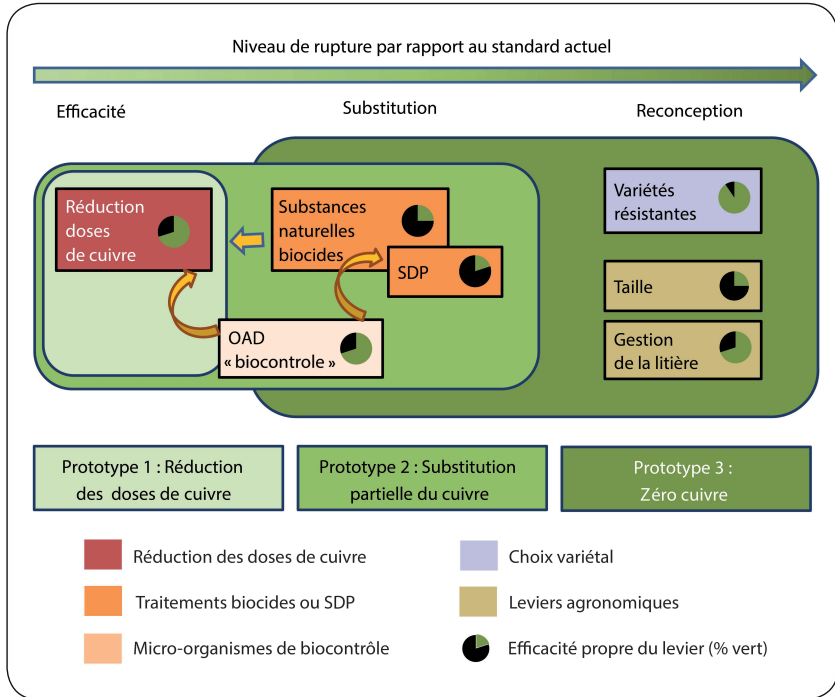 Niveau de rupture par rapport au standard actuel
Efficacité
Substitution
Reconception
Réduction
doses
de cuivre
Substances
naturelles
biocides
SDP
OAD
« biocontrole »
Variétés
résistantes
Taille
Gestion
de la litière
Prototype 1 : Réduction
des doses de cuivre
Prototype 2 : Substitution
partielle du cuivre
Prototype 3 :
Zéro cuivre
Réduction des doses de cuivre
Traitements biocides ou SDP
Micro-organismes de biocontrôle
Choix variétal
Leviers agronomiques
Efficacité propre du levier (% vert)